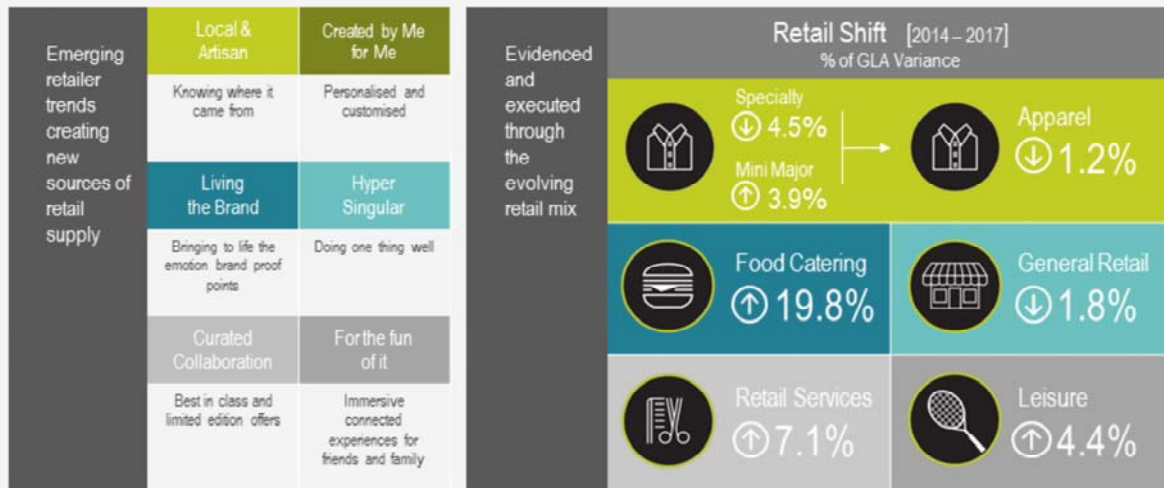 Emerging
retailer
trends
creating
new
sources of
retail
supply
Local &
Artisan
Knowing where it
came from
Created by Me
for Me
Personalised and
customised
Living
the Brand
Bringing to life the
emotion brand proof
points
Hyper
Singular
Doing one thing well
Curated
Collaboration
Best in class and
limited edition offers
For the fun
of it
Immersive
connected
experiences for
friends and family
Evidenced
and
executed
through
the
evolving
retail mix
Retail Shift [2014 – 2017]
% of GLA Variance
Specialty
4.5%
Mini Major
3.9%
Apparel
1.2%
Food Catering
19.8%
General Retail
1.8%
Retail Services
7.1%
Leisure
4.4%